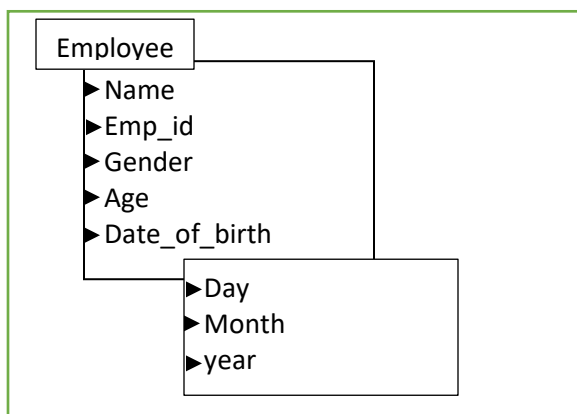 Employee
Name
Emp_id
Gender
Age
Date_of_birth
Day
Month
year